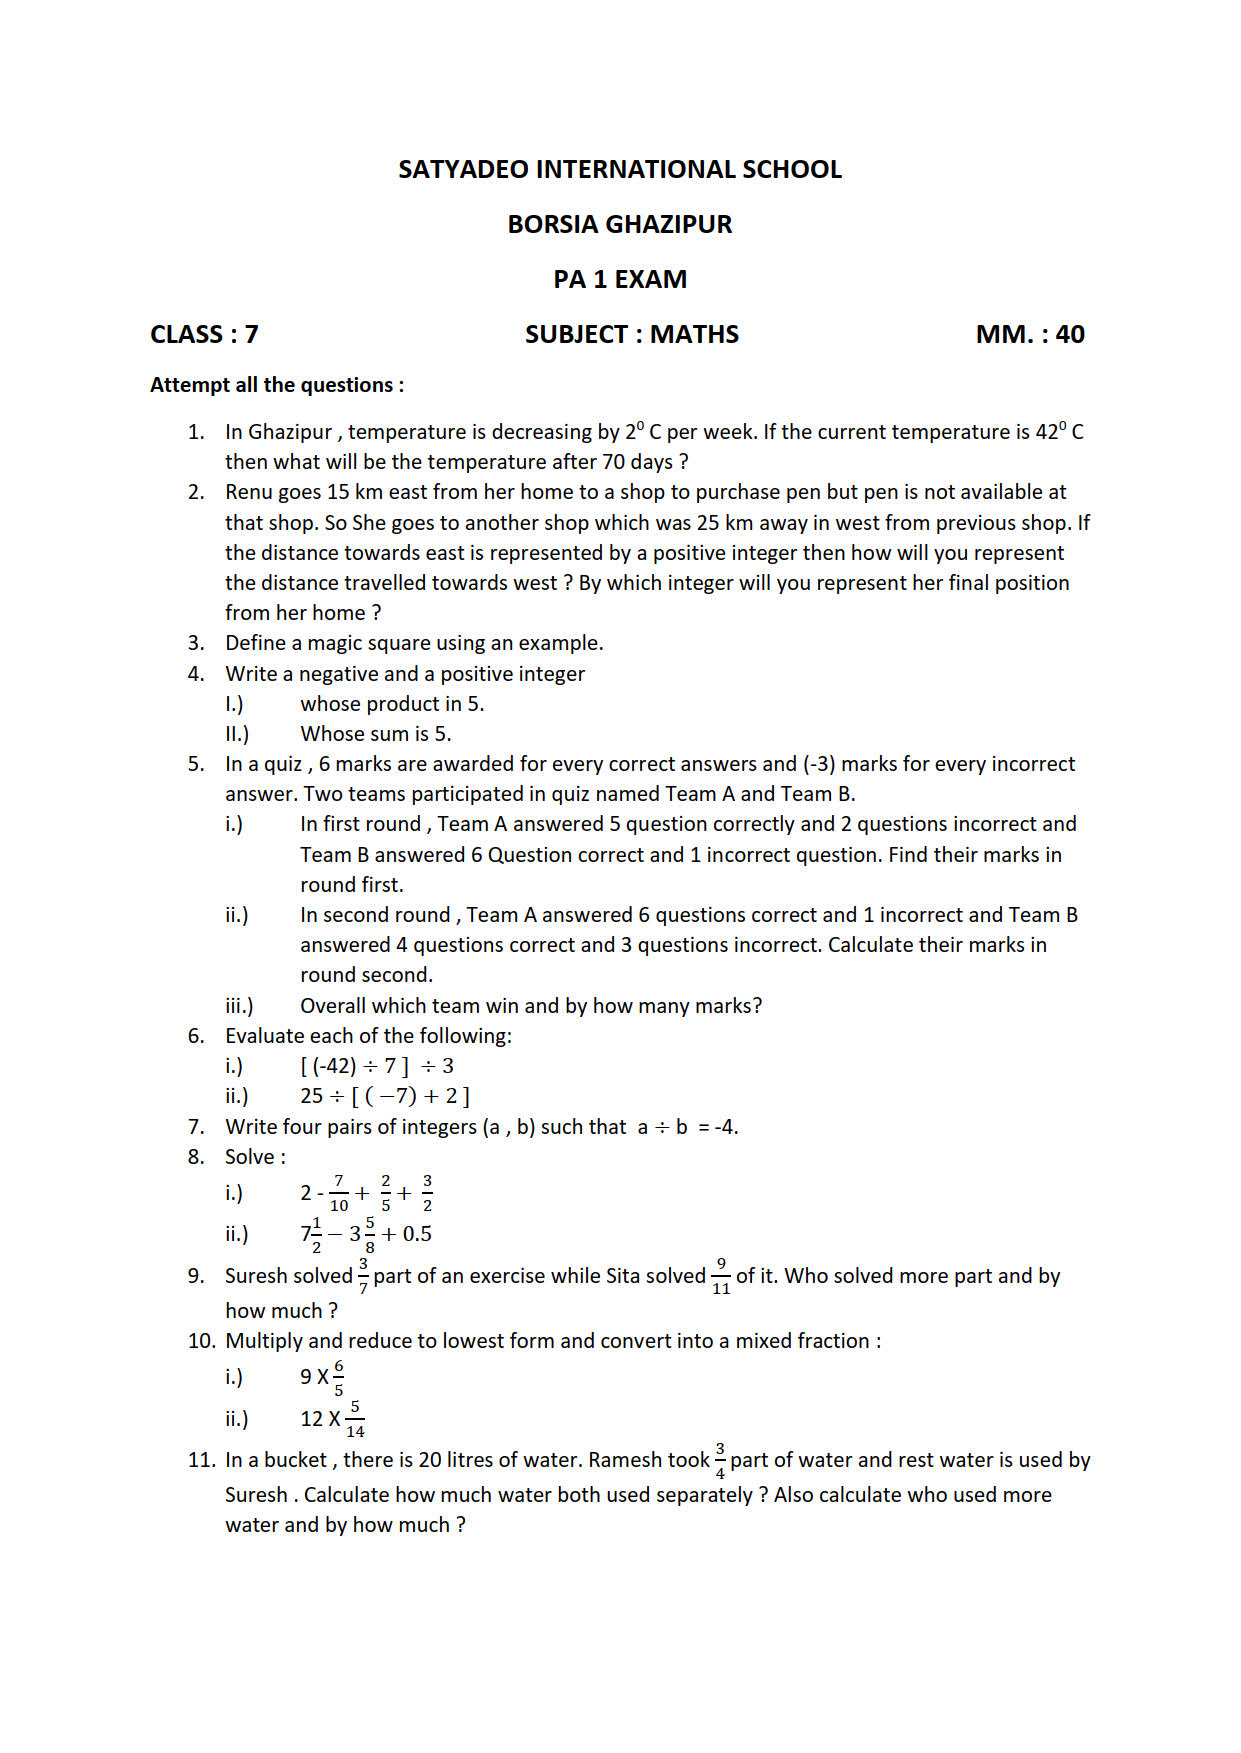 SATYADEO INTERNATIONAL SCHOOL
BORSIA GHAZIPUR
PA 1 EXAM
CLASS : 7 SUBJECT : MATHS MM. : 40
Attempt all the questions :
1. In Ghazipur , temperature is decreasing by 2⁰ C per week. If the current temperature is 42⁰ C
then what will be the temperature after 70 days ?
2. Renu goes 15 km east from her home to a shop to purchase pen but pen is not available at
that shop. So She goes to another shop which was 25 km away in west from previous shop. If
the distance towards east is represented by a positive integer then how will you represent
the distance travelled towards west ? By which integer will you represent her final position
from her home ?
3. Define a magic square using an example.
4. Write a negative and a positive integer
I.) whose product in 5.
II.) Whose sum is 5.
5. In a quiz , 6 marks are awarded for every correct answers and (-3) marks for every incorrect
answer. Two teams participated in quiz named Team A and Team B.
i.) In first round , Team A answered 5 question correctly and 2 questions incorrect and
Team B answered 6 Question correct and 1 incorrect question. Find their marks in
round first.
ii.) In second round , Team A answered 6 questions correct and 1 incorrect and Team B
answered 4 questions correct and 3 questions incorrect. Calculate their marks in
round second.
iii.) Overall which team win and by how many marks?
6. Evaluate each of the following:
i.) [ (-42) ÷ 7 ] ÷ 3
ii.) 25 ÷ [ ( −7) + 2 ]
7. Write four pairs of integers (a , b) such that a ÷ b = -4.
8. Solve :
i.) 2 - 7/10 + 2/5 + 3/2
ii.) 7 1/2 − 3 5/8 + 0.5
9. Suresh solved 3/7 part of an exercise while Sita solved 9/11 of it. Who solved more part and by
how much ?
10. Multiply and reduce to lowest form and convert into a mixed fraction :
i.) 9 X 6/5
ii.) 12 X 5/14
11. In a bucket , there is 20 litres of water. Ramesh took 3/4 part of water and rest water is used by
Suresh . Calculate how much water both used separately ? Also calculate who used more
water and by how much ?